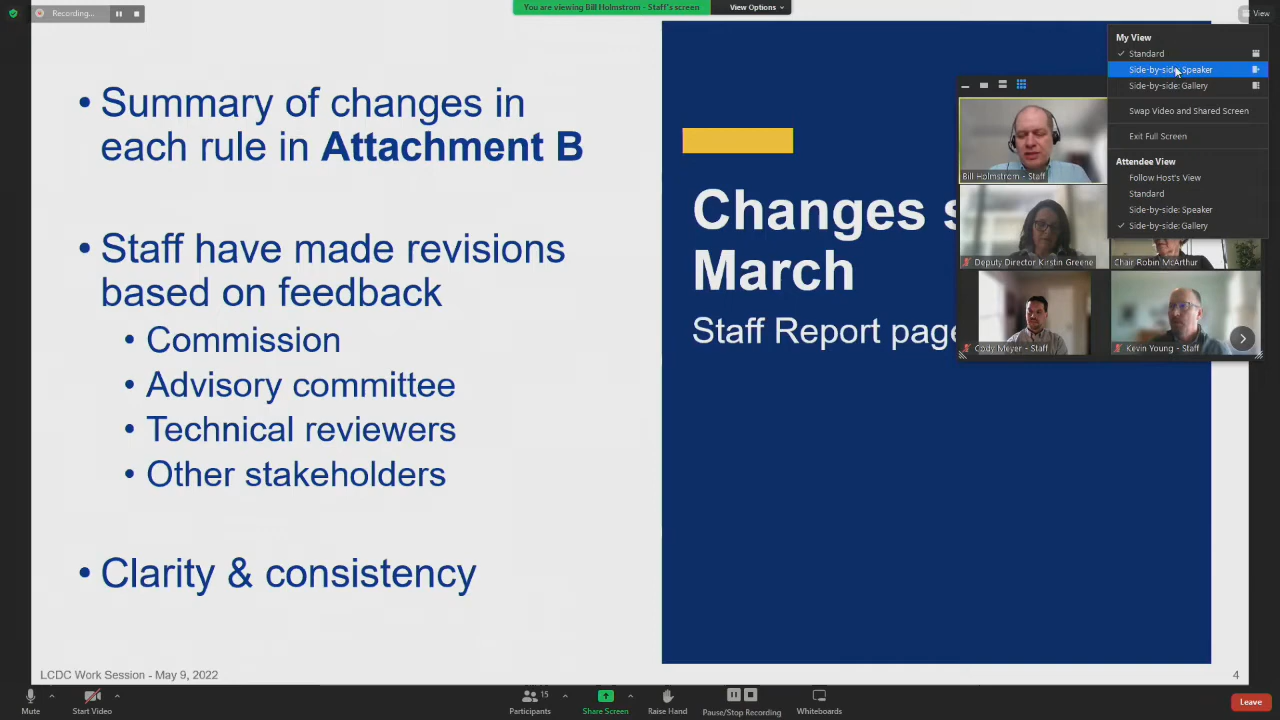 Recording...
You are viewing Bill Holmstrom - Staff's screen
View Options
View
My View
Standard
Side-by-side: Speaker
Side-by-side: Gallery
Swap Video and Shared Screen
Exit Full Screen
Attendee View
Follow Host's View
Standard
Side-by-side: Speaker
Side-by-side: Gallery
• Summary of changes in
each rule in Attachment B
• Staff have made revisions
based on feedback
• Commission
• Advisory committee
• Technical reviewers
• Other stakeholders
• Clarity & consistency
Changes
March
Staff Report
Bill Holmstrom - Staff
Deputy Director Kirstin Greene
Chair Robin McArthur
Cody Meyer - Staff
Kevin Young - Staff
LCDC Work Session - May 9, 2022
4
Mute
Start Video
Participants
15
Share Screen
Raise Hand
Pause/Stop Recording
Whiteboards
Leave